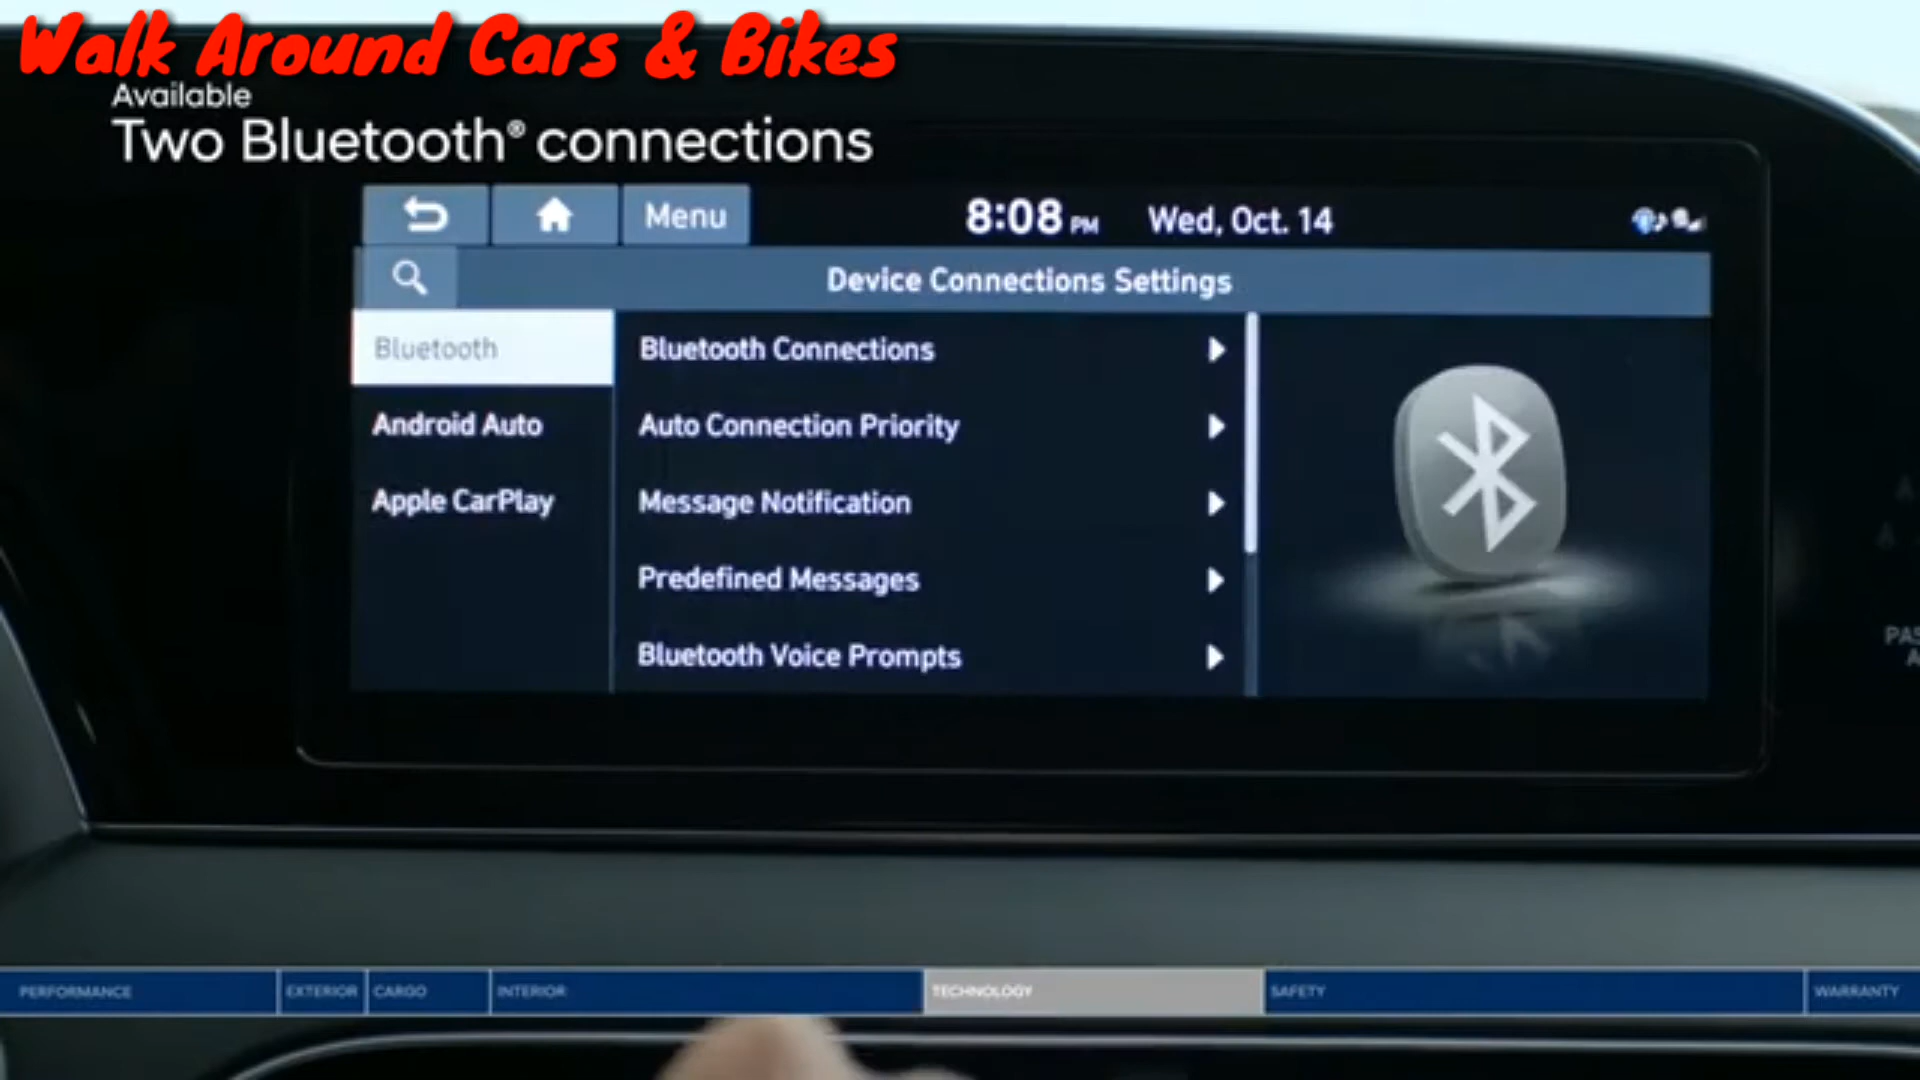 Walk Around Cars & Bikes
Available
Two Bluetooth® connections
Menu
8:08 PM
Wed, Oct. 14
Device Connections Settings
Bluetooth
Android Auto
Apple CarPlay
Bluetooth Connections
Auto Connection Priority
Message Notification
Predefined Messages
Bluetooth Voice Prompts
PERFORMANCE
EXTERIOR
CARGO
INTERIOR
TECHNOLOGY
SAFETY
WARRANTY